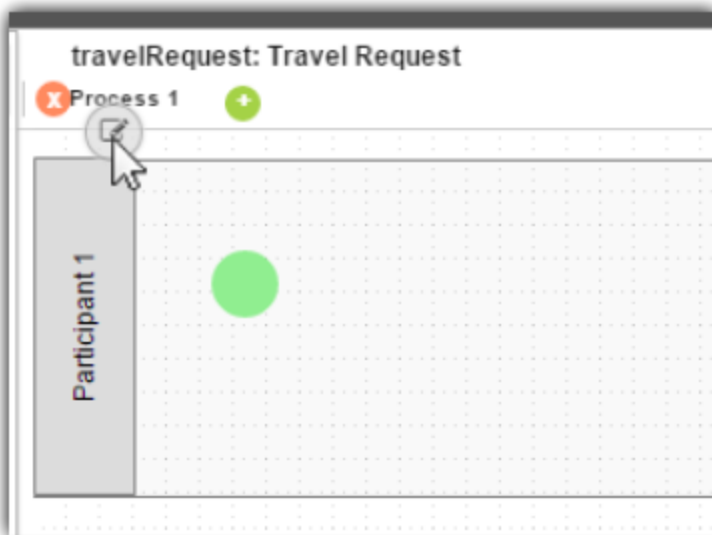 travelRequest: Travel Request
x Process 1 +
Participant 1